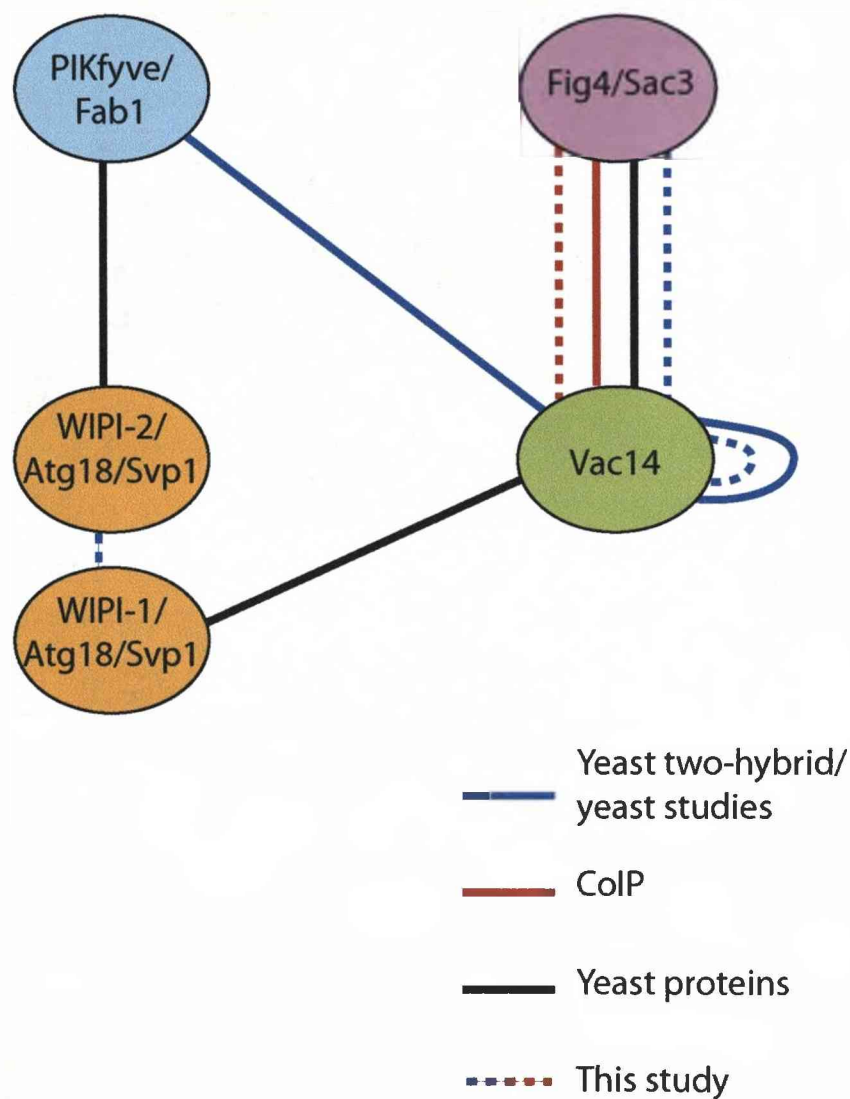 PIKfyve/
Fab1
Fig4/Sac3
WIPI-2/
Atg18/Svp1
Vac14
WIPI-1/
Atg18/Svp1
Yeast two-hybrid/
yeast studies
CoIP
Yeast proteins
This study